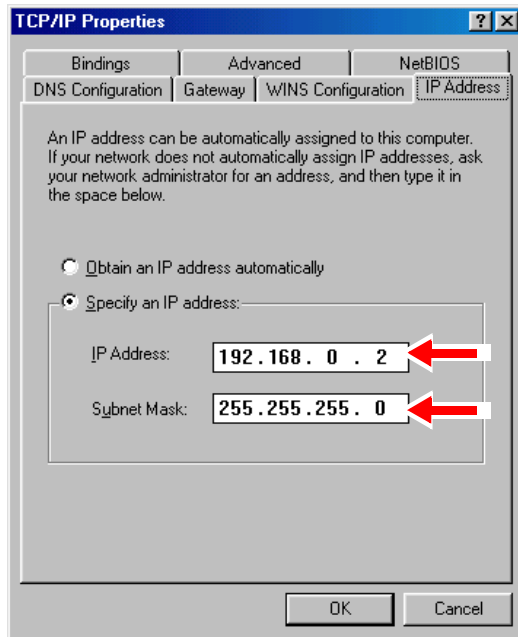 TCP/IP Properties
Bindings Advanced NetBIOS
DNS Configuration Gateway WINS Configuration IP Address
An IP address can be automatically assigned to this computer.
If your network does not automatically assign IP addresses, ask
your network administrator for an address, and then type it in
the space below.
Obtain an IP address automatically
Specify an IP address:
IP Address: 192.168. 0 . 2
Subnet Mask: 255.255.255. 0
OK Cancel